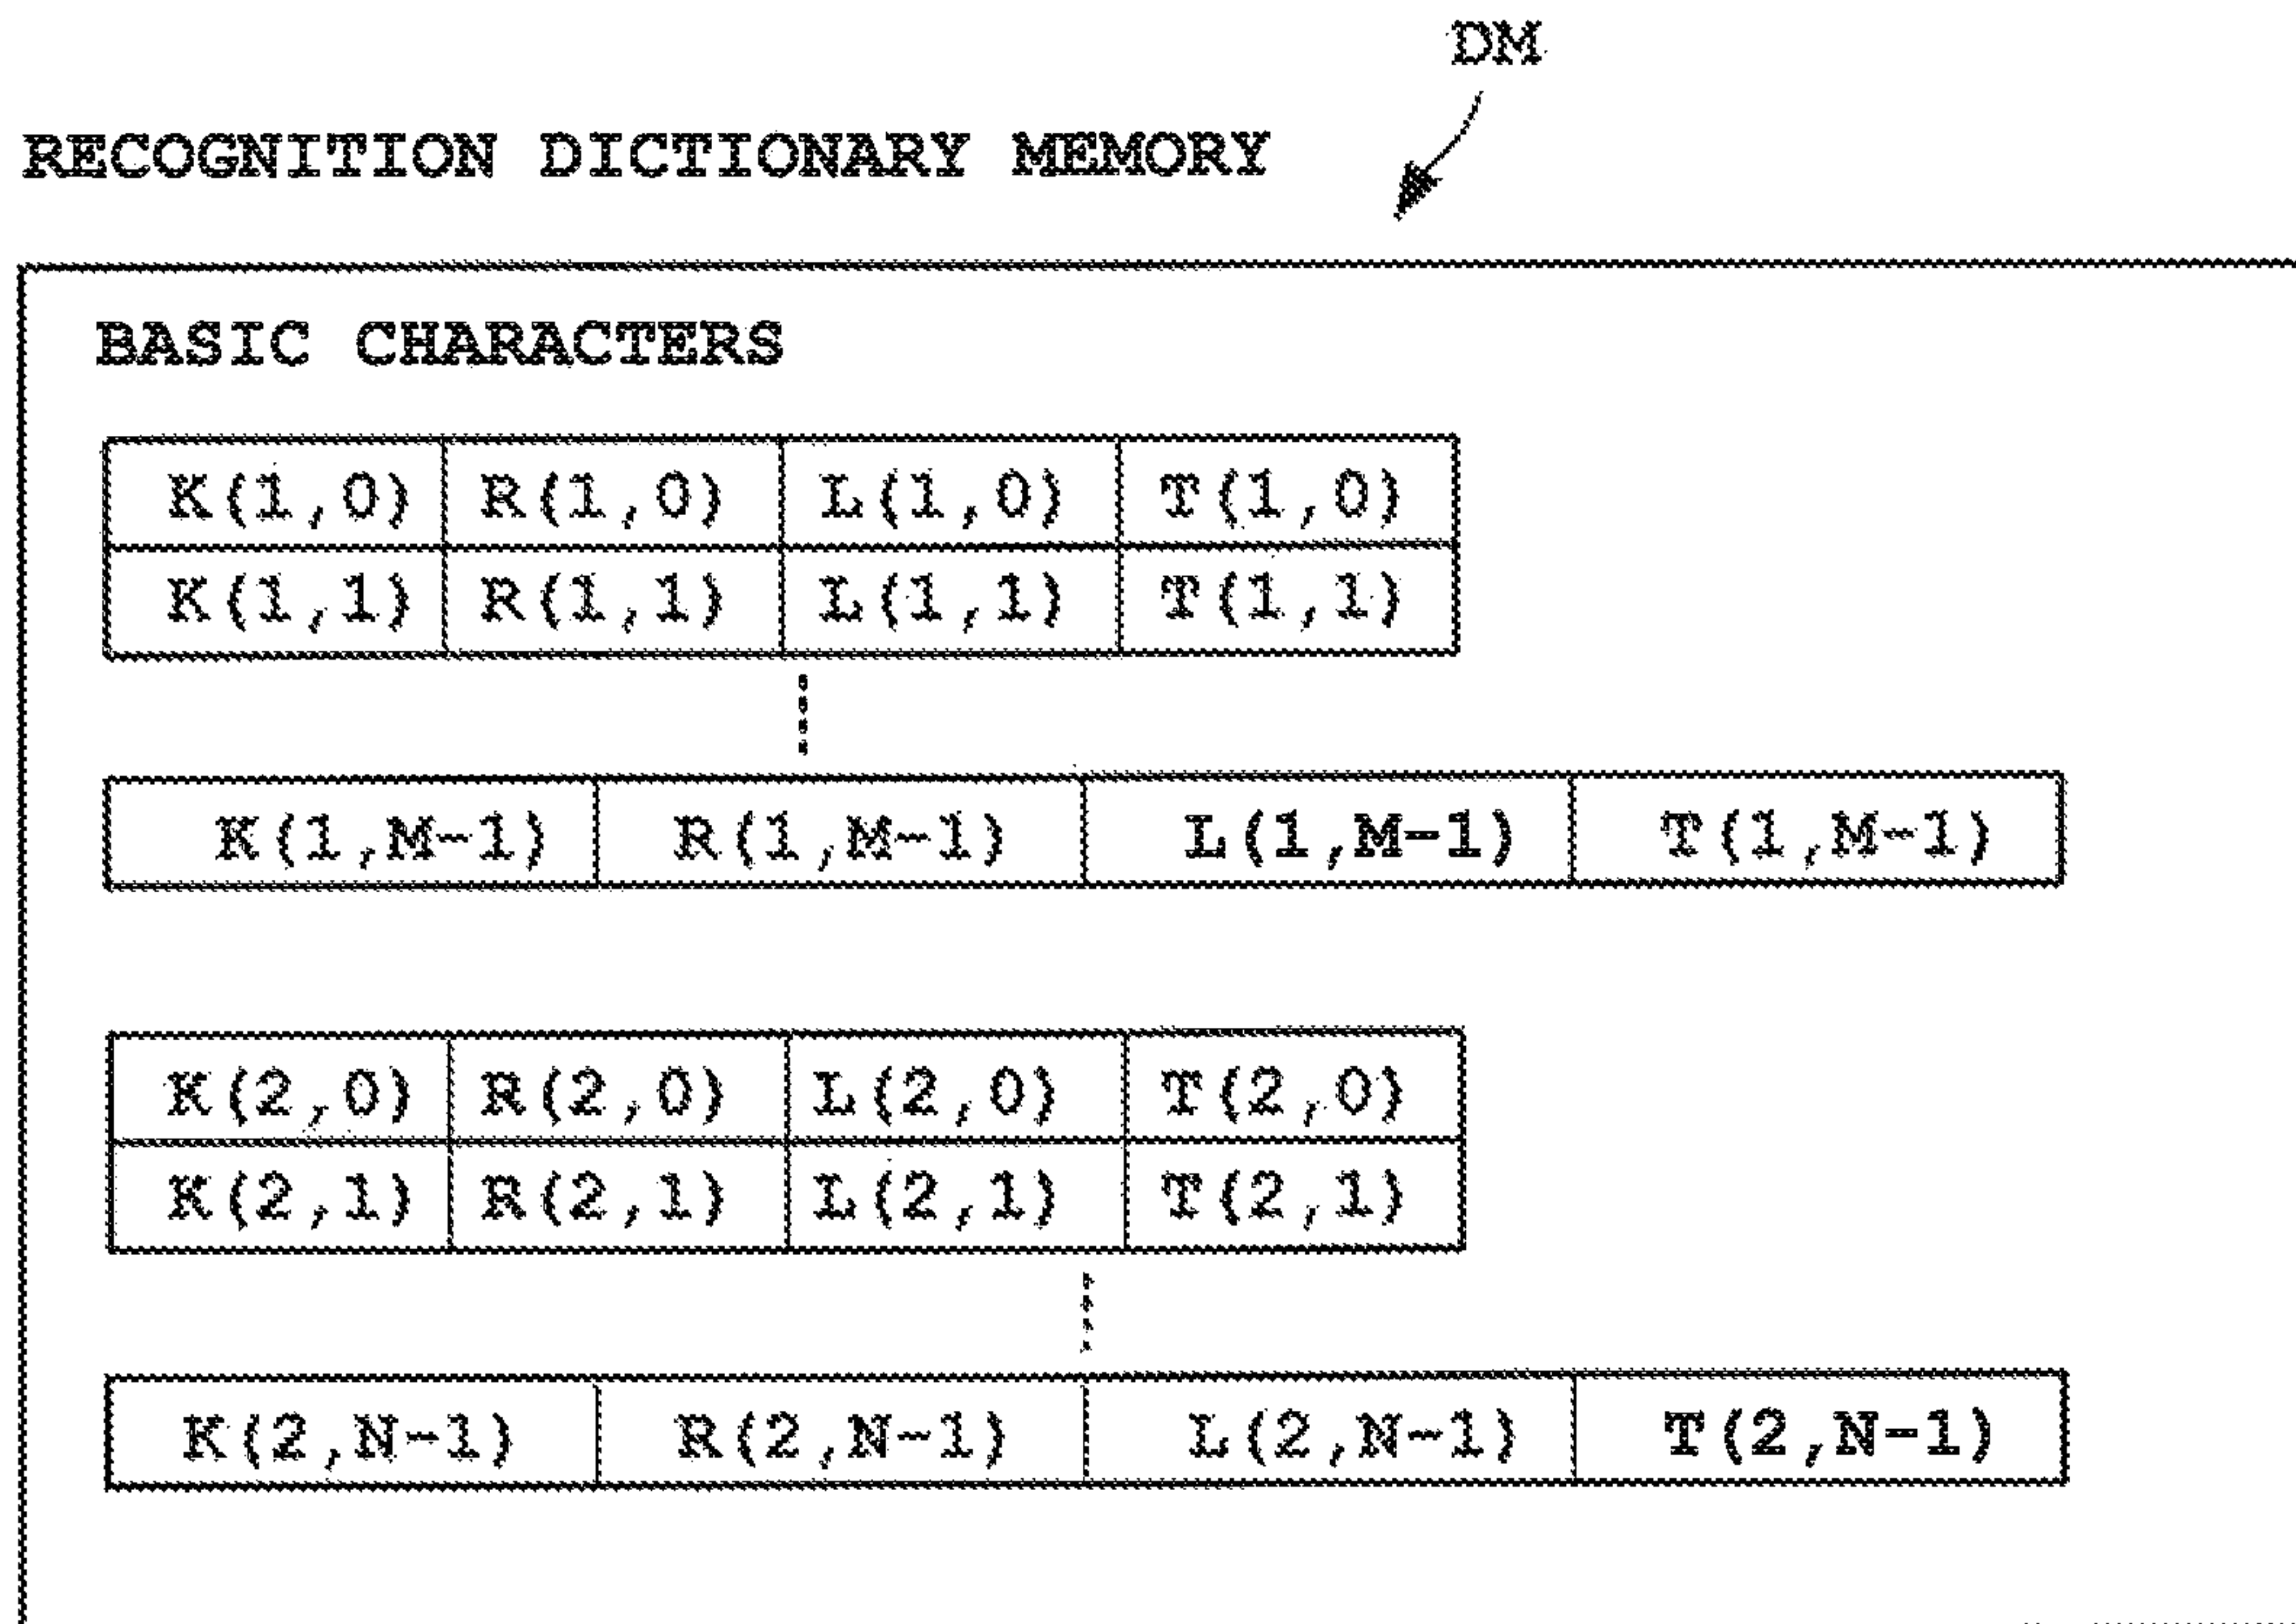 DM
RECOGNITION DICTIONARY MEMORY
BASIC CHARACTERS
K(1,0) R(1,0) L(1,0) T(1,0)
K(1,1) R(1,1) L(1,1) T(1,1)
K(1,M-1) R(1,M-1) L(1,M-1) T(1,M-1)
K(2,0) R(2,0) L(2,0) T(2,0)
K(2,1) R(2,1) L(2,1) T(2,1)
K(2,N-1) R(2,N-1) L(2,N-1) T(2,N-1)